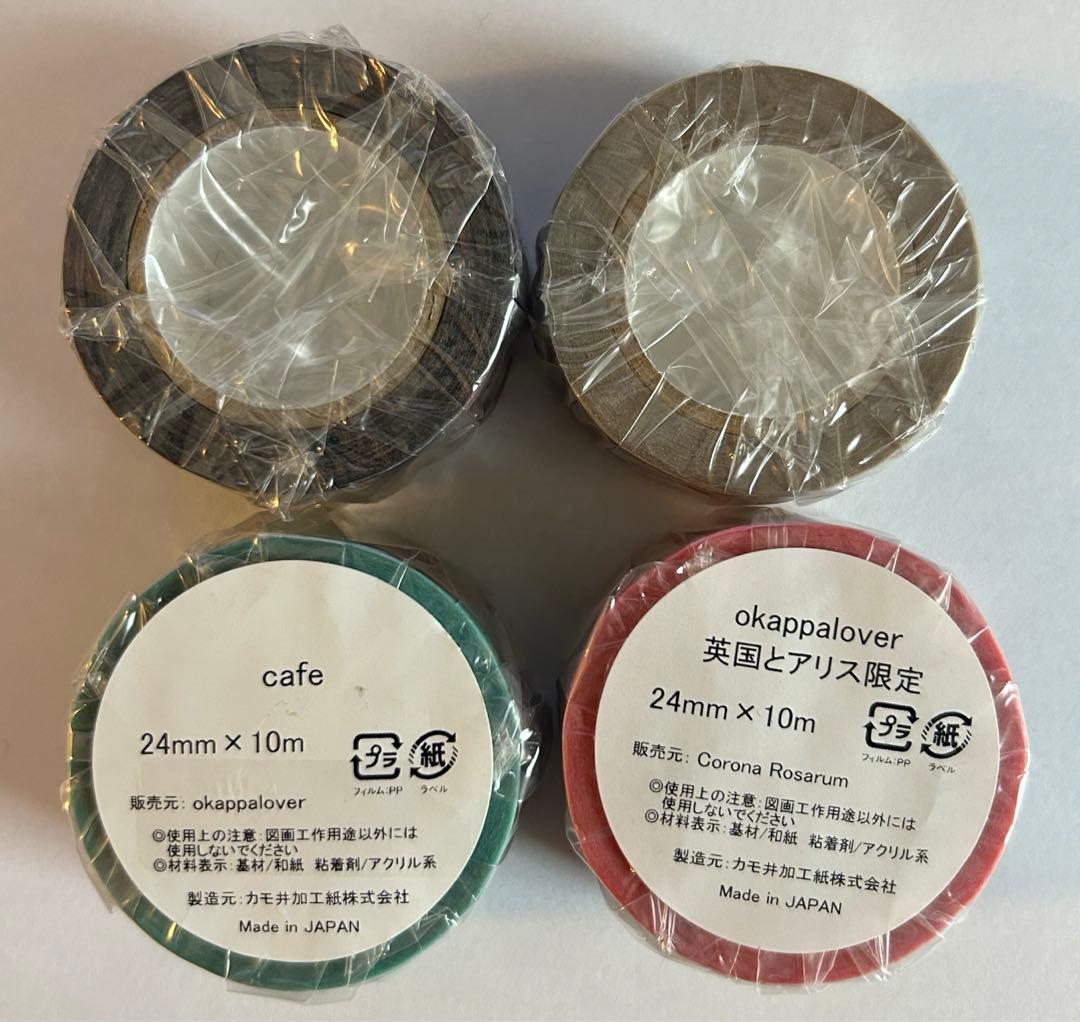 cafe
24mm×10m
プラ
紙
フィルム:PP
ラベル
販売元: okappalover
◎使用上の注意:図画工作用途以外には
使用しないでください
◎材料表示:基材/和紙 粘着剤/アクリル系
製造元:カモ井加工紙株式会社
Made in JAPAN
okappalover
英国とアリス限定
24mm×10m
プラ
紙
フィルム:PP
ラベル
販売元: Corona Rosarum
◎使用上の注意:図画工作用途以外には
使用しないでください
◎材料表示:基材/和紙 粘着剤/アクリル系
製造元:カモ井加工紙株式会社
Made in JAPAN